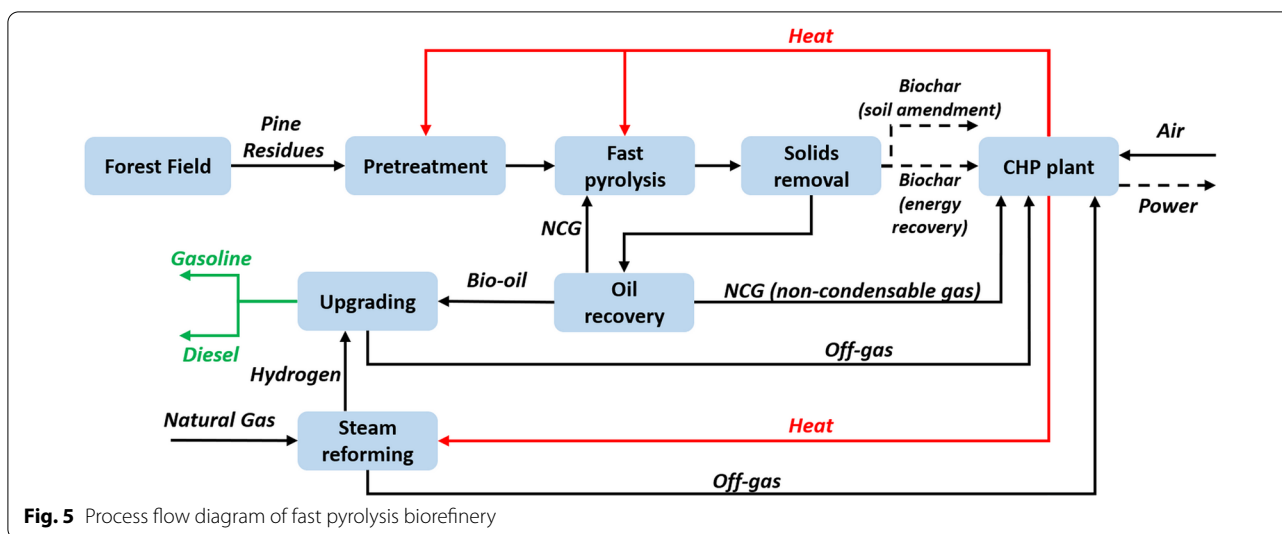 Heat
Biochar
(soil amendment)
Pine
Residues
Air
Forest Field
Pretreatment
Fast
pyrolysis
Solids
removal
CHP plant
Biochar
(energy
recovery)
Power
NCG
Gasoline
Bio-oil
Upgrading
Oil
recovery
NCG (non-condensable gas)
Diesel
Off-gas
Hydrogen
Natural Gas
Steam
reforming
Heat
Off-gas
Fig. 5 Process flow diagram of fast pyrolysis biorefinery